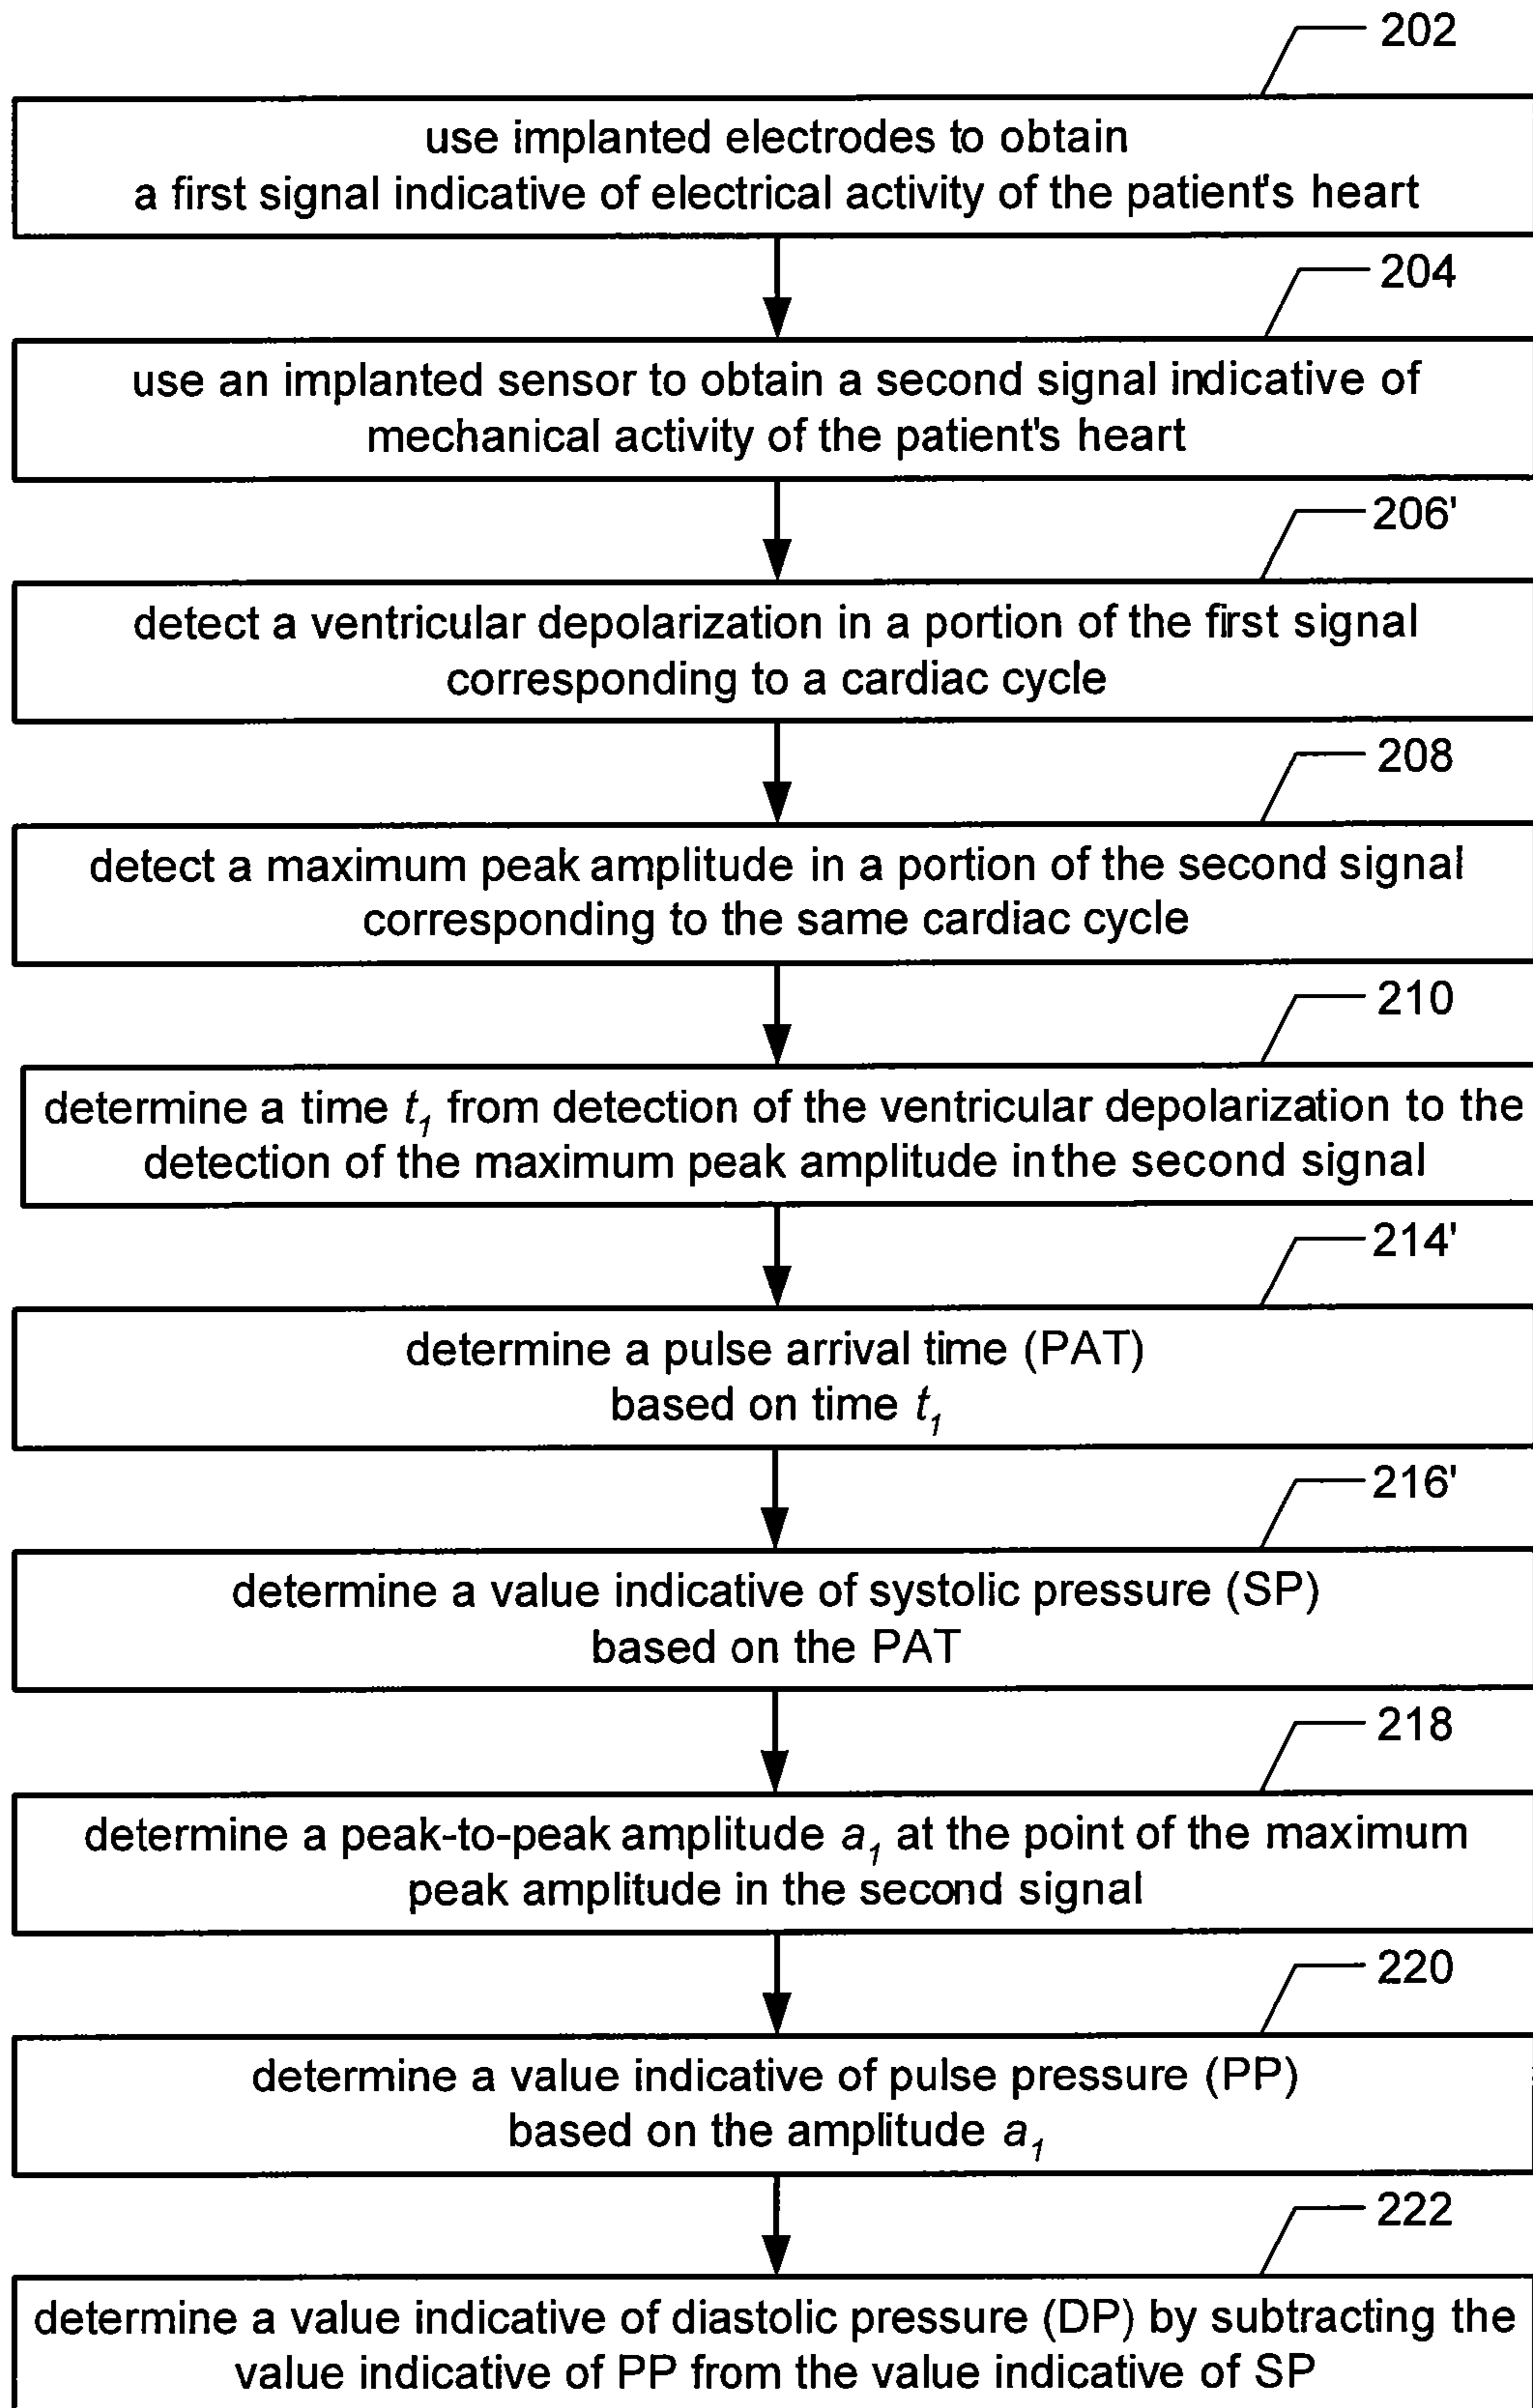 202
use implanted electrodes to obtain
a first signal indicative of electrical activity of the patient's heart
204
use an implanted sensor to obtain a second signal indicative of
mechanical activity of the patient's heart
206'
detect a ventricular depolarization in a portion of the first signal
corresponding to a cardiac cycle
208
detect a maximum peak amplitude in a portion of the second signal
corresponding to the same cardiac cycle
210
determine a time t₁ from detection of the ventricular depolarization to the
detection of the maximum peak amplitude in the second signal
214'
determine a pulse arrival time (PAT)
based on time t₁
216'
determine a value indicative of systolic pressure (SP)
based on the PAT
218
determine a peak-to-peak amplitude a₁ at the point of the maximum
peak amplitude in the second signal
220
determine a value indicative of pulse pressure (PP)
based on the amplitude a₁
222
determine a value indicative of diastolic pressure (DP) by subtracting the
value indicative of PP from the value indicative of SP